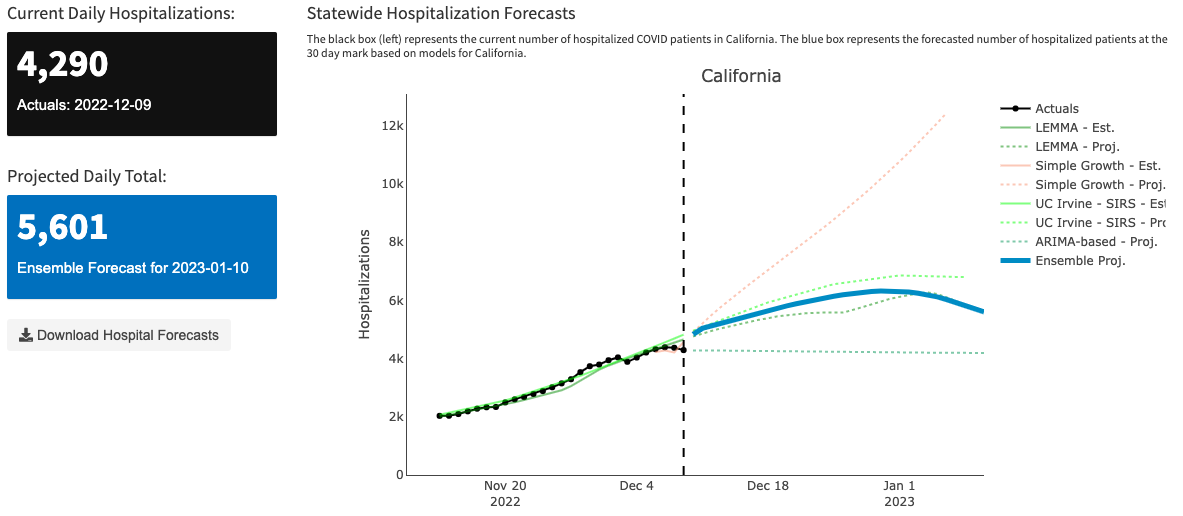 Current Daily Hospitalizations:
4,290
Actuals: 2022-12-09
Projected Daily Total:
5,601
Ensemble Forecast for 2023-01-10
Download Hospital Forecasts
Statewide Hospitalization Forecasts
The black box (left) represents the current number of hospitalized COVID patients in California. The blue box represents the forecasted number of hospitalized patients at the
30 day mark based on models for California.
California
Hospitalizations
12k
10k
8k
6k
4k
2k
0
Nov 20
2022
Dec 4
Dec 18
Jan 1
2023
Actuals
LEMMA - Est.
LEMMA - Proj.
Simple Growth - Est.
Simple Growth - Proj.
UC Irvine - SIRS - Est
UC Irvine - SIRS - Pro
ARIMA-based - Proj.
Ensemble Proj.